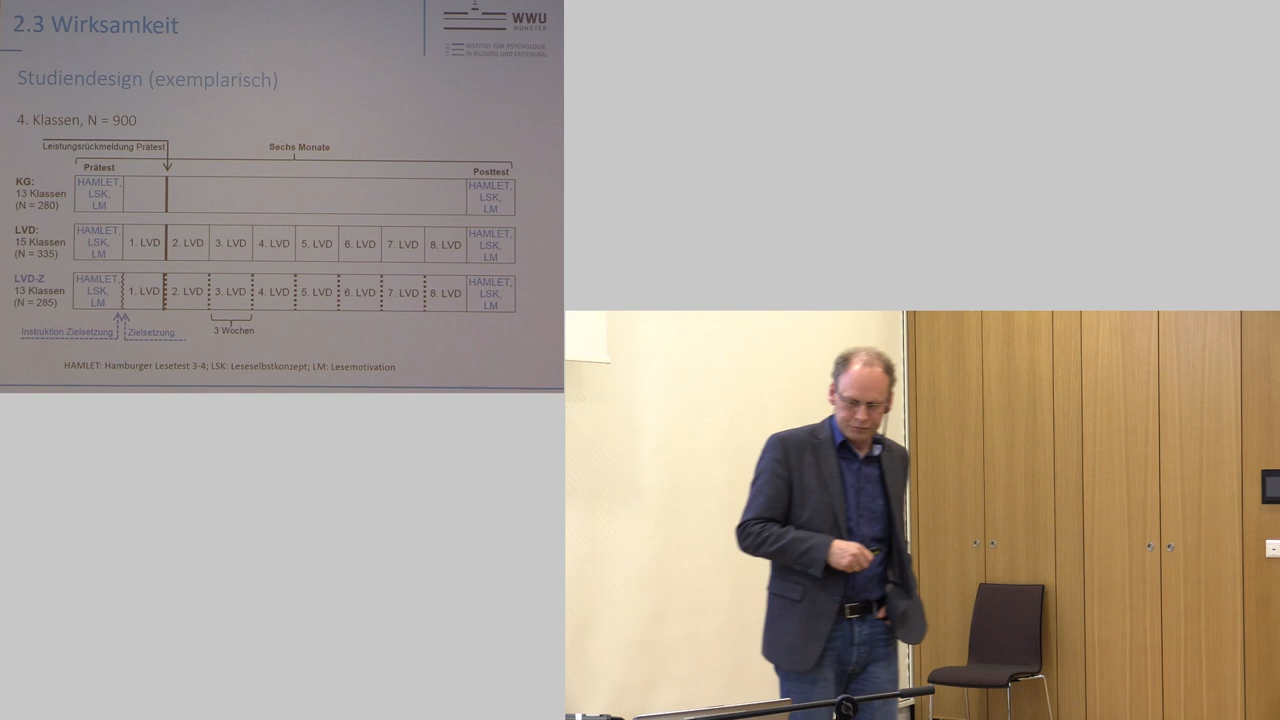 2.3 Wirksamkeit
WWU
MÜNSTER
INSTITUT FÜR PSYCHOLOGIE
IN BILDUNG UND ERZIEHUNG
Studiendesign (exemplarisch)
4. Klassen, N = 900
Leistungsrückmeldung Prätest
Sechs Monate
Prätest
Posttest
KG:
13 Klassen
(N = 280)
HAMLET,
LSK,
LM
HAMLET,
LSK,
LM
LVD:
15 Klassen
(N = 335)
HAMLET,
LSK,
LM
1. LVD 2. LVD 3. LVD 4. LVD 5. LVD 6. LVD 7. LVD 8. LVD
HAMLET,
LSK,
LM
LVD-Z
13 Klassen
(N = 285)
HAMLET,
LSK,
LM
1. LVD 2. LVD 3. LVD 4. LVD 5. LVD 6. LVD 7. LVD 8. LVD
HAMLET,
LSK,
LM
Instruktion Zielsetzung
Zielsetzung
3 Wochen
HAMLET: Hamburger Lesetest 3-4; LSK: Leseselbstkonzept; LM: Lesemotivation